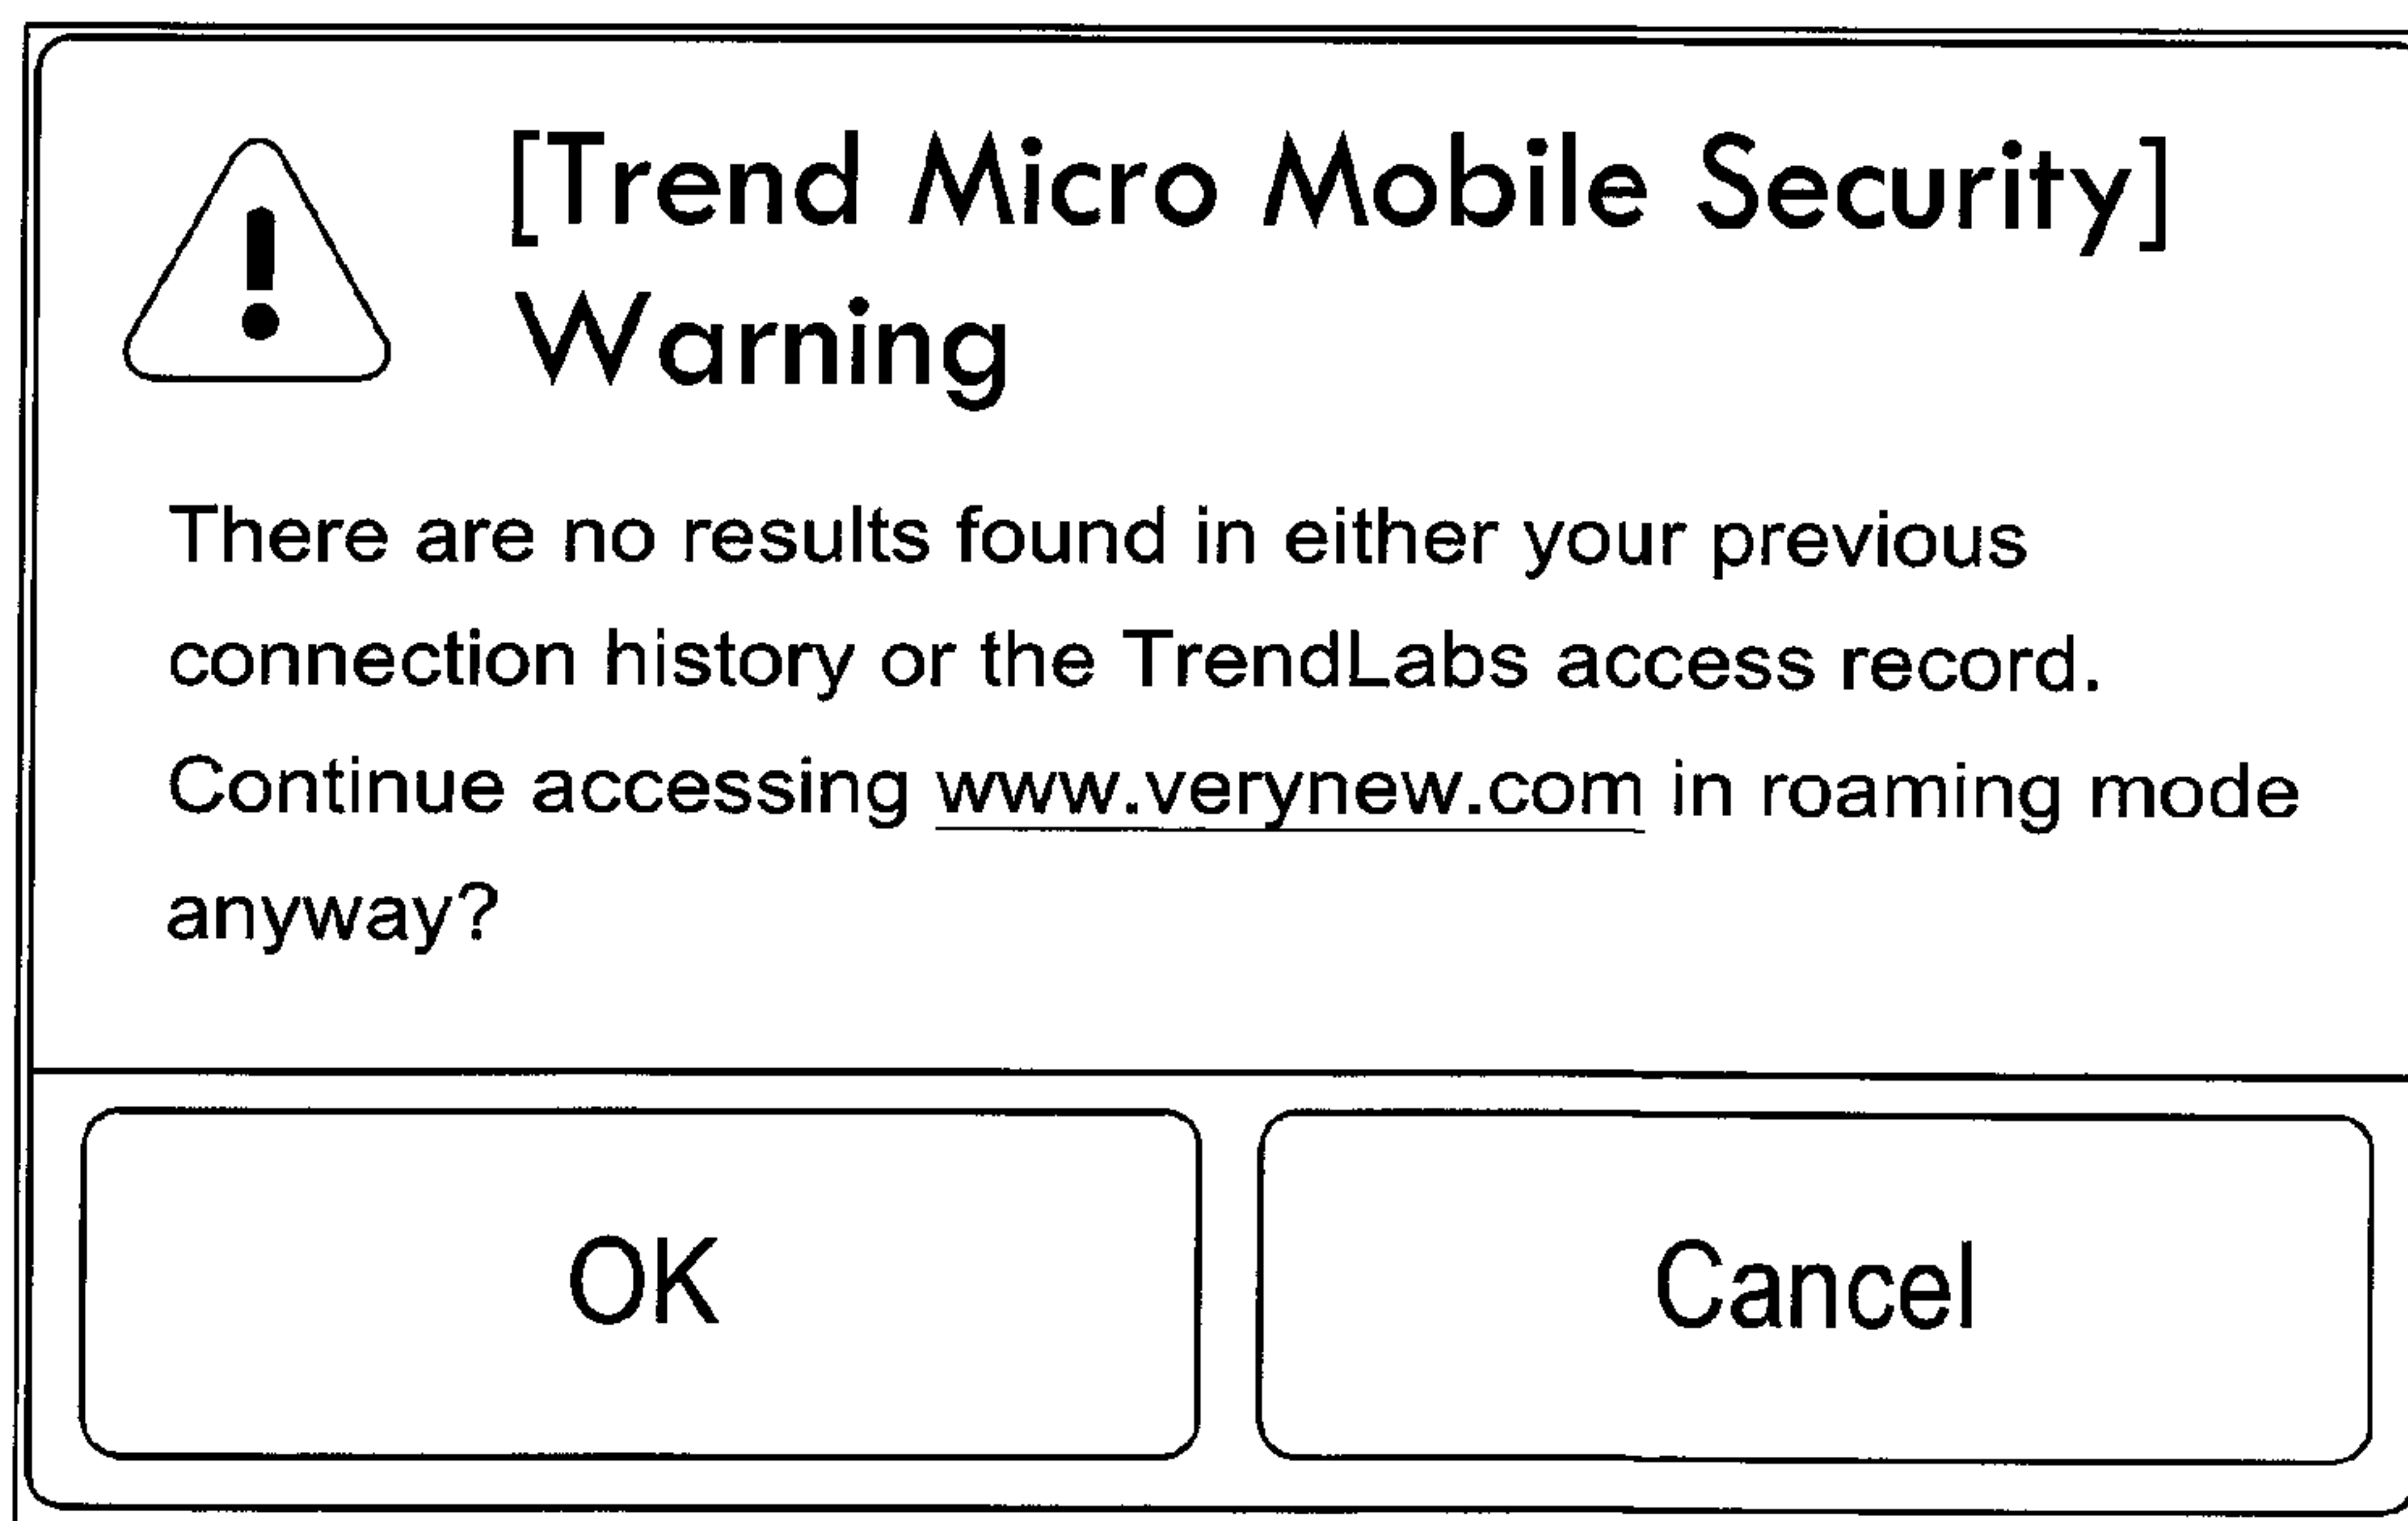 [Trend Micro Mobile Security]
Warning
There are no results found in either your previous
connection history or the TrendLabs access record.
Continue accessing www.verynew.com in roaming mode
anyway?
OK
Cancel